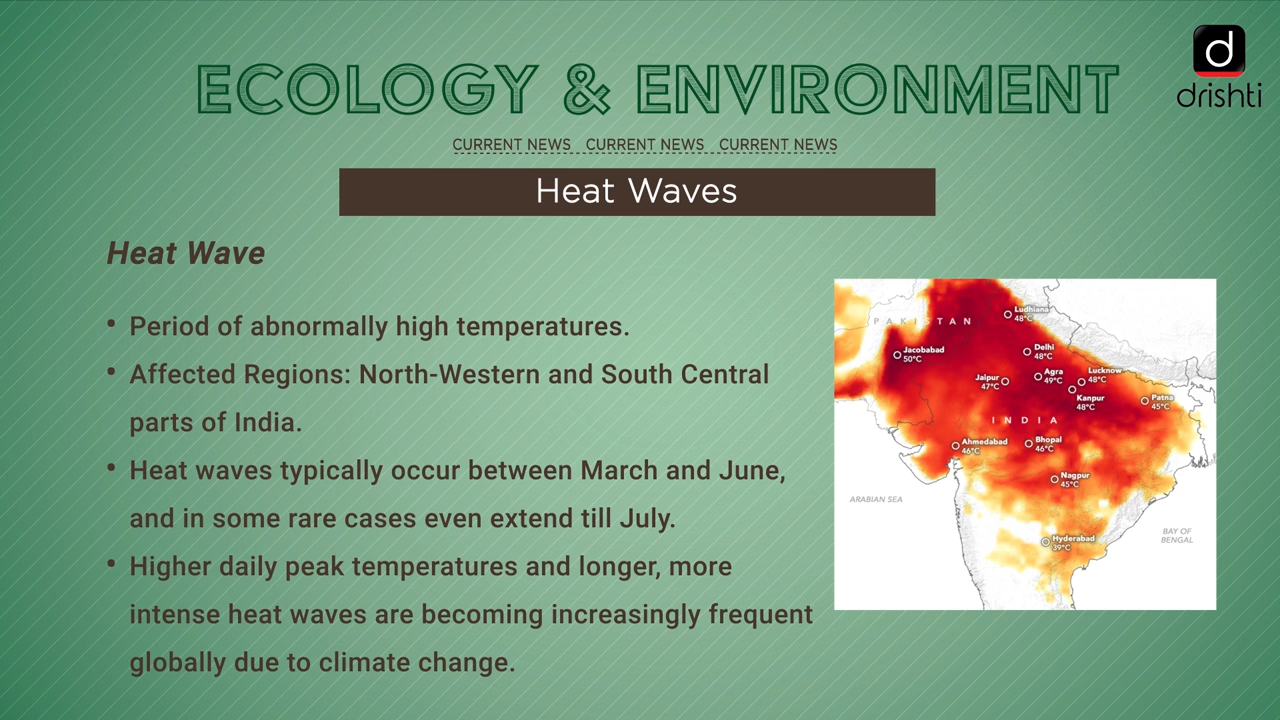 ECOLOGY & ENVIRONMENT
d
drishti
CURRENT NEWS CURRENT NEWS CURRENT NEWS
Heat Waves
Heat Wave
• Period of abnormally high temperatures.
• Affected Regions: North-Western and South Central
parts of India.
• Heat waves typically occur between March and June,
and in some rare cases even extend till July.
• Higher daily peak temperatures and longer, more
intense heat waves are becoming increasingly frequent
globally due to climate change.
PAKISTAN
Ludhiana
48°C
Jacobabad
50°C
Delhi
48°C
Jaipur
47°C
Agra
49°C
Lucknow
48°C
Kanpur
48°C
Patna
45°C
INDIA
Ahmedabad
46°C
Bhopal
46°C
Nagpur
45°C
ARABIAN SEA
BAY OF
BENGAL
Hyderabad
39°C